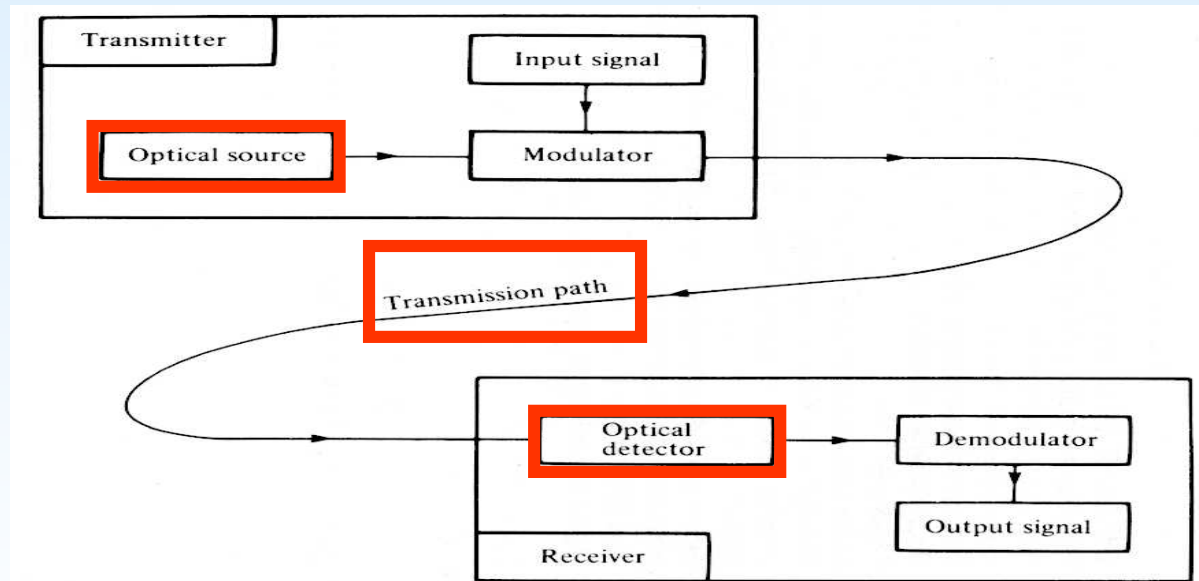 Transmitter
Input signal
Optical source
Modulator
Transmission path
Optical
detector
Demodulator
Output signal
Receiver